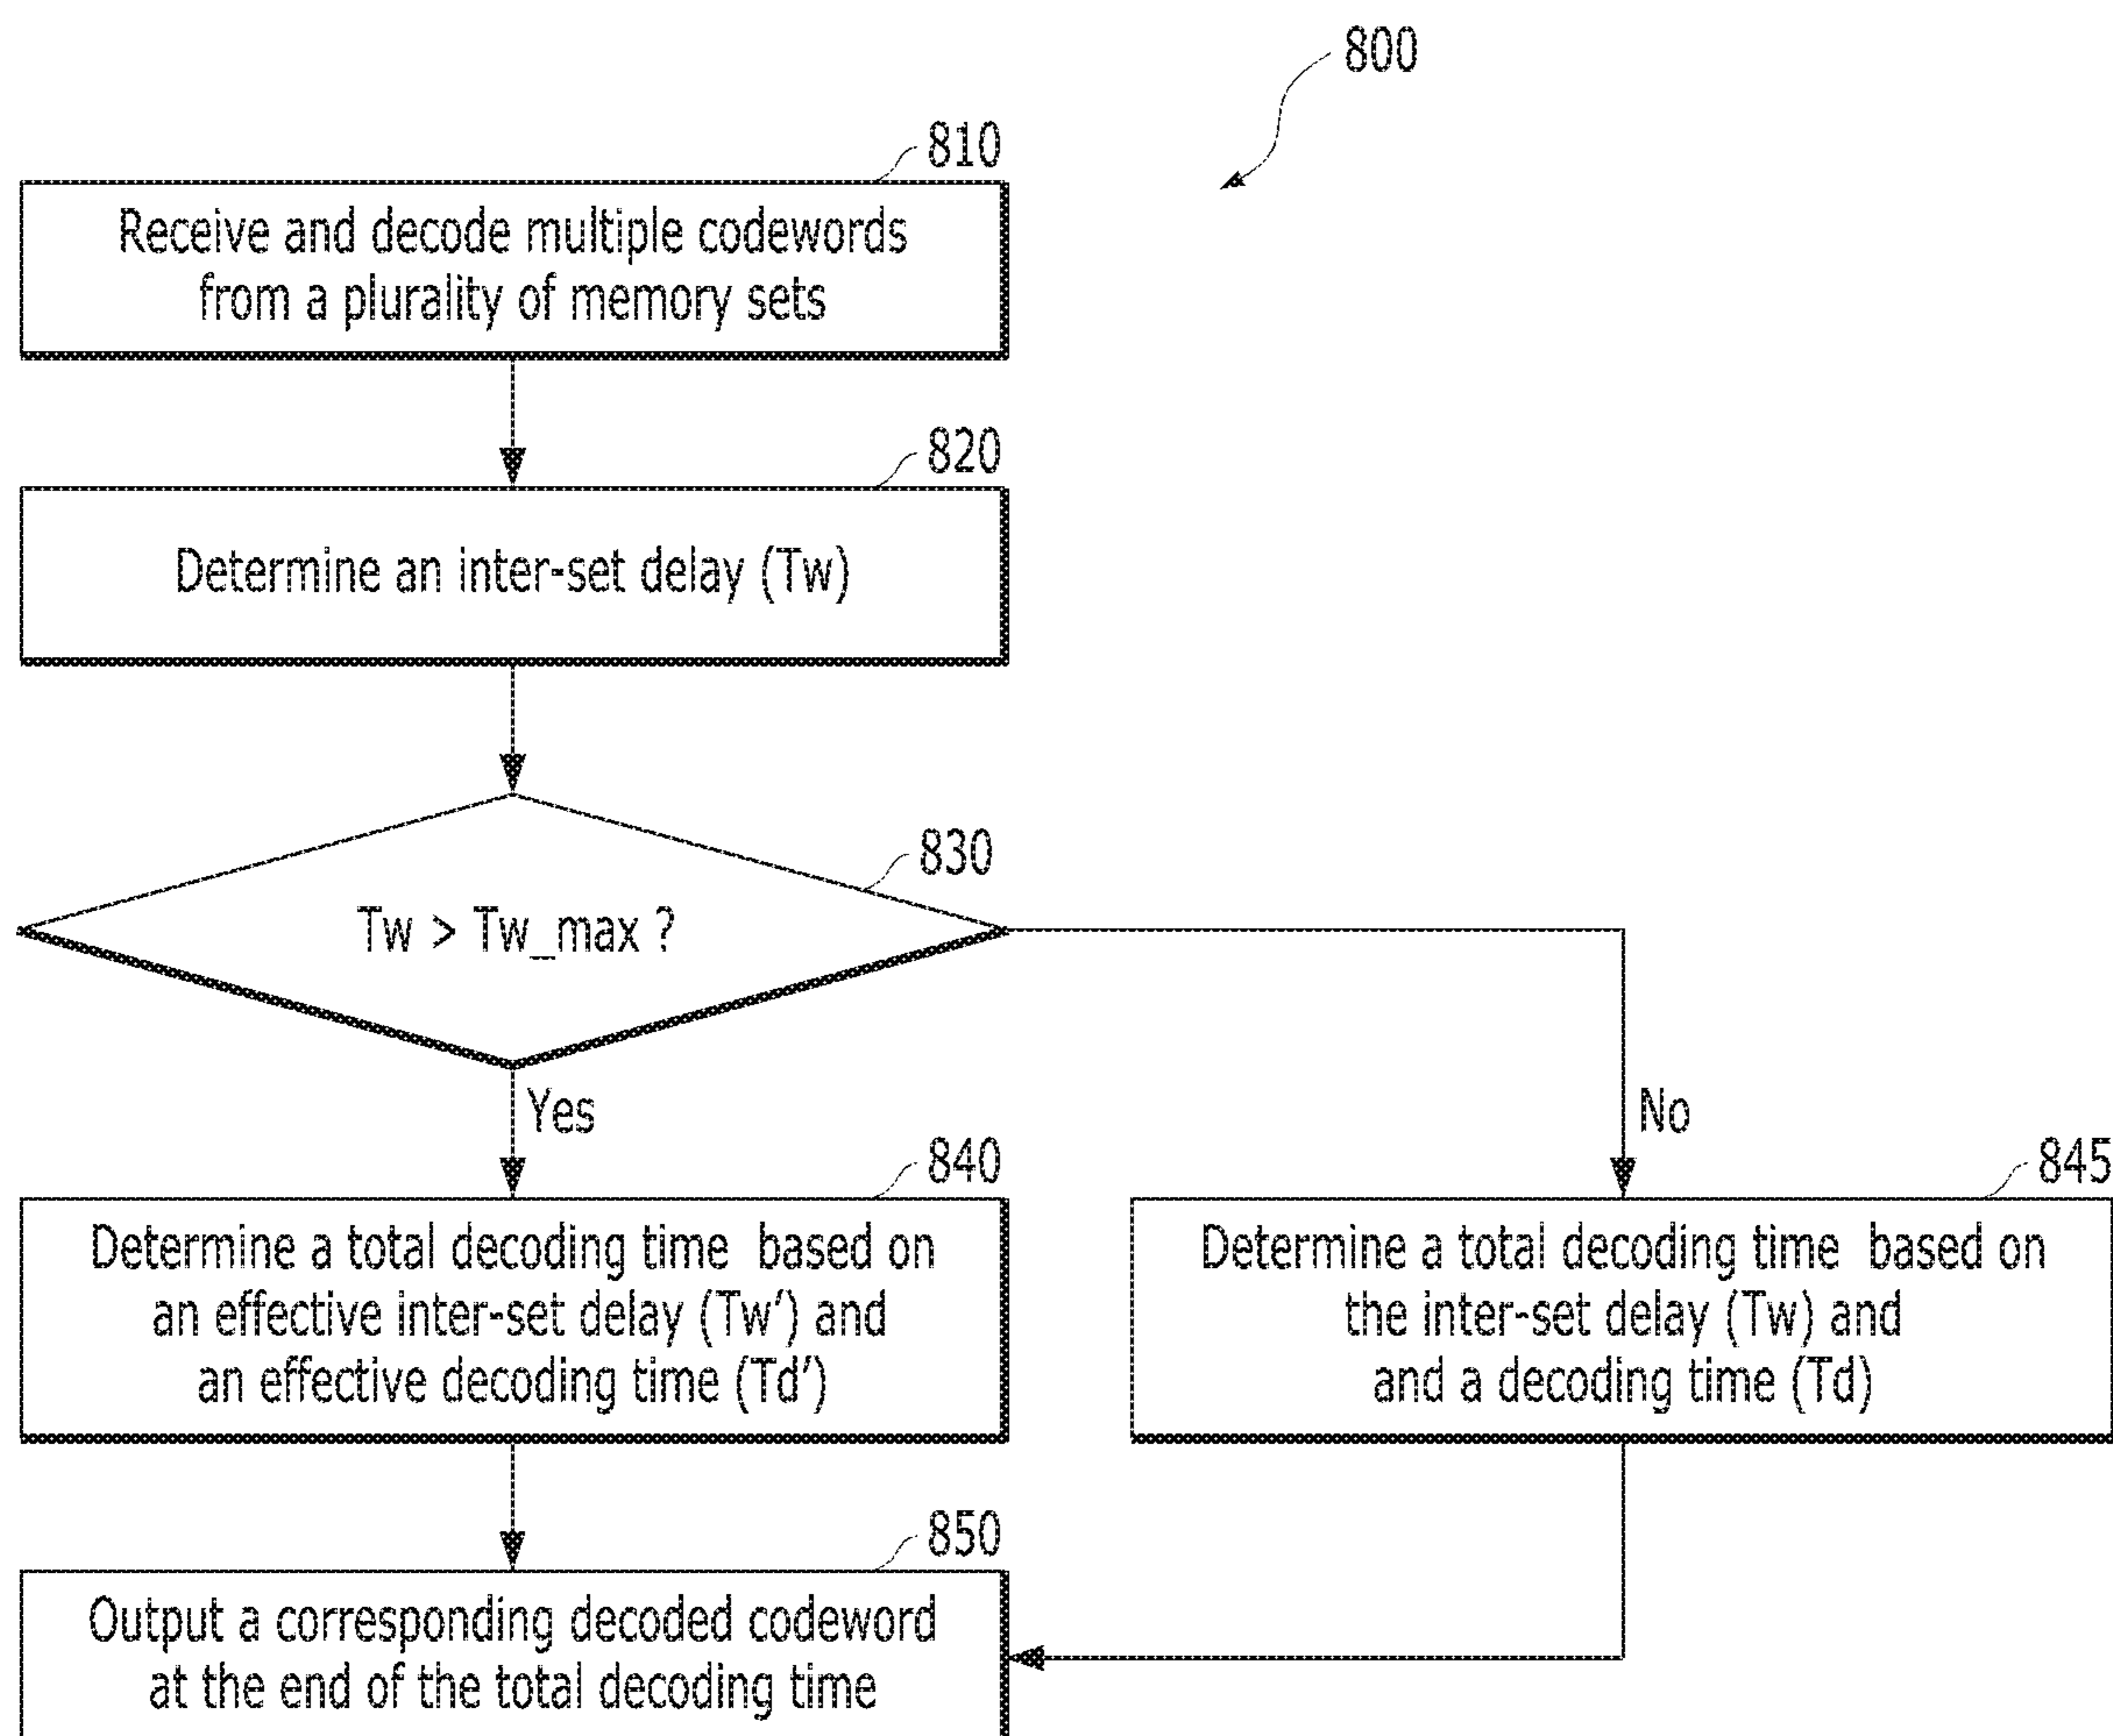 800
810
Receive and decode multiple codewords
from a plurality of memory sets
820
Determine an inter-set delay (Tw)
830
Tw > Tw_max ?
Yes
No
840
Determine a total decoding time based on
an effective inter-set delay (Tw') and
an effective decoding time (Td')
845
Determine a total decoding time based on
the inter-set delay (Tw) and
and a decoding time (Td)
850
Output a corresponding decoded codeword
at the end of the total decoding time